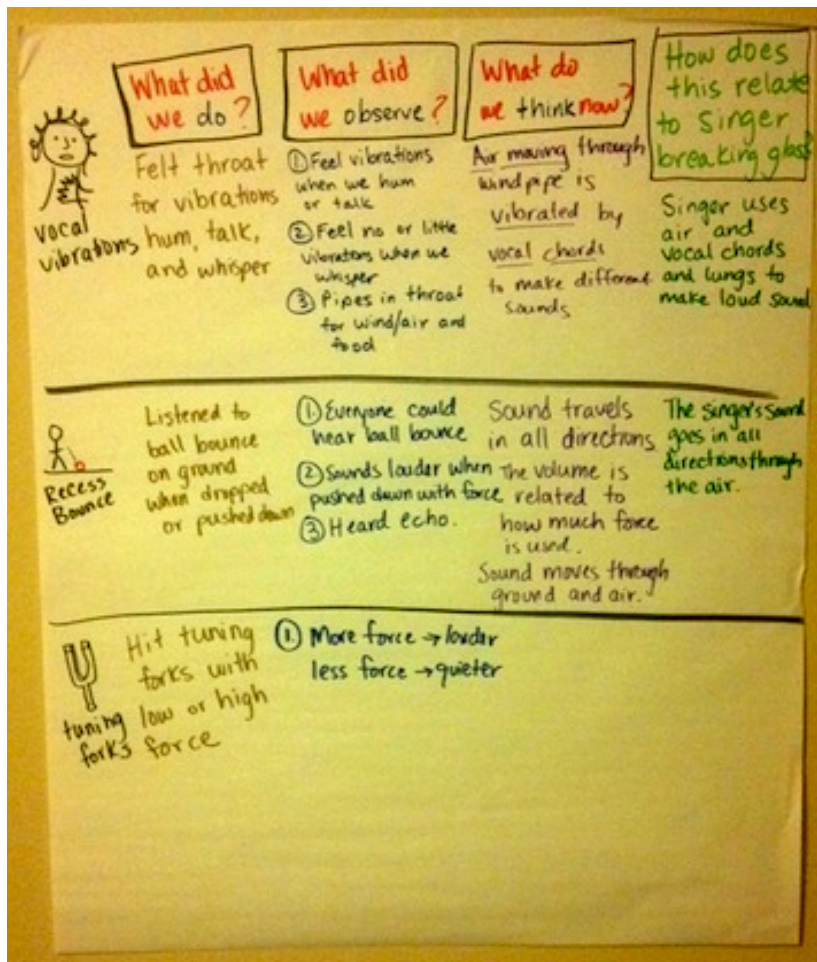 What did
we do?
What did
we observe?
What do
we think now?
How does
this relate
to Singer
breaking glass?
vocal
vibrations
Felt throat
for vibrations
hum, talk,
and whisper
① Feel vibrations
when we hum
or talk
② Feel no or little
vibrations when we
whisper
③ Pipes in throat
for wind/air and
food
Air moving through
windpipe is
vibrated by
vocal chords
to make different
sounds
Singer uses
air and
vocal chords
and lungs to
make loud sound
Recess
Bounce
Listened to
ball bounce
on ground
when dropped
or pushed down
① Everyone could
hear ball bounce
② Sounds louder when
pushed down with force
③ Heard echo.
Sound travels
in all directions
The volume is
related to
how much force
is used.
Sound moves through
ground and air.
The singer's sound
goes in all
directions through
the air.
tuning
forks
Hit tuning
forks with
low or high
force
① More force → louder
less force → quieter